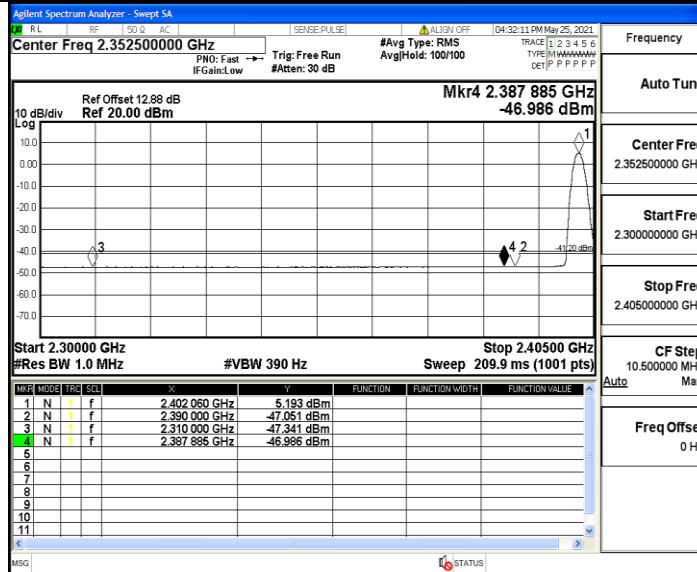 Agilent Spectrum Analyzer - Swept SA
RL RF 50 Ω AC SENSE:PULSE ALIGN OFF 04:32:11 PM May 25, 2021
Center Freq 2.352500000 GHz #Avg Type: RMS TRACE 1 2 3 4 5 6
PNO: Fast Trig: Free Run Avg|Hold: 100/100 TYPE M
IFGain:Low #Atten: 30 dB DET P P P P P P
Mkr4 2.387 885 GHz
-46.986 dBm
Ref Offset 12.88 dB
10 dB/div Ref 20.00 dBm
Log
10.0
0.00
-10.0
-20.0
-30.0
-40.0
-50.0
-60.0
-70.0
1
3
4 2
-41.20 dBm
Start 2.30000 GHz Stop 2.40500 GHz
#Res BW 1.0 MHz #VBW 390 Hz Sweep 209.9 ms (1001 pts)
MKR MODE TRC SCL X Y FUNCTION FUNCTION WIDTH FUNCTION VALUE
1 N 1 f 2.402 060 GHz 5.193 dBm
2 N 1 f 2.390 000 GHz -47.051 dBm
3 N 1 f 2.310 000 GHz -47.341 dBm
4 N 1 f 2.387 885 GHz -46.986 dBm
5
6
7
8
9
10
11
MSG STATUS
Frequency
Auto Tun
Center Fre
2.352500000 GH
Start Fre
2.300000000 GH
Stop Fre
2.405000000 GH
CF Ste
10.500000 MH
Auto Ma
Freq Offse
0 H